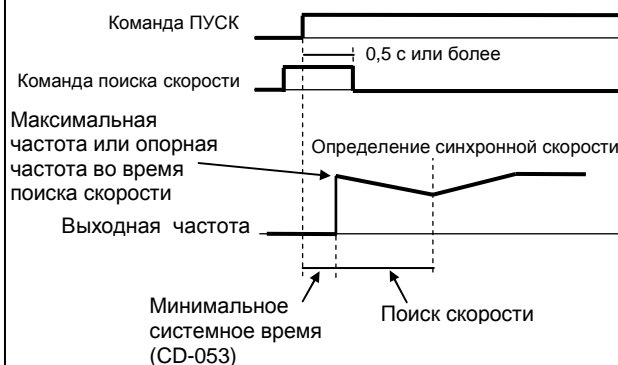 Команда ПУСК
0,5 с или более
Команда поиска скорости
Максимальная
частота или опорная
частота во время
поиска скорости
Определение синхронной скорости
Выходная частота
Минимальное
системное время
(CD-053)
Поиск скорости